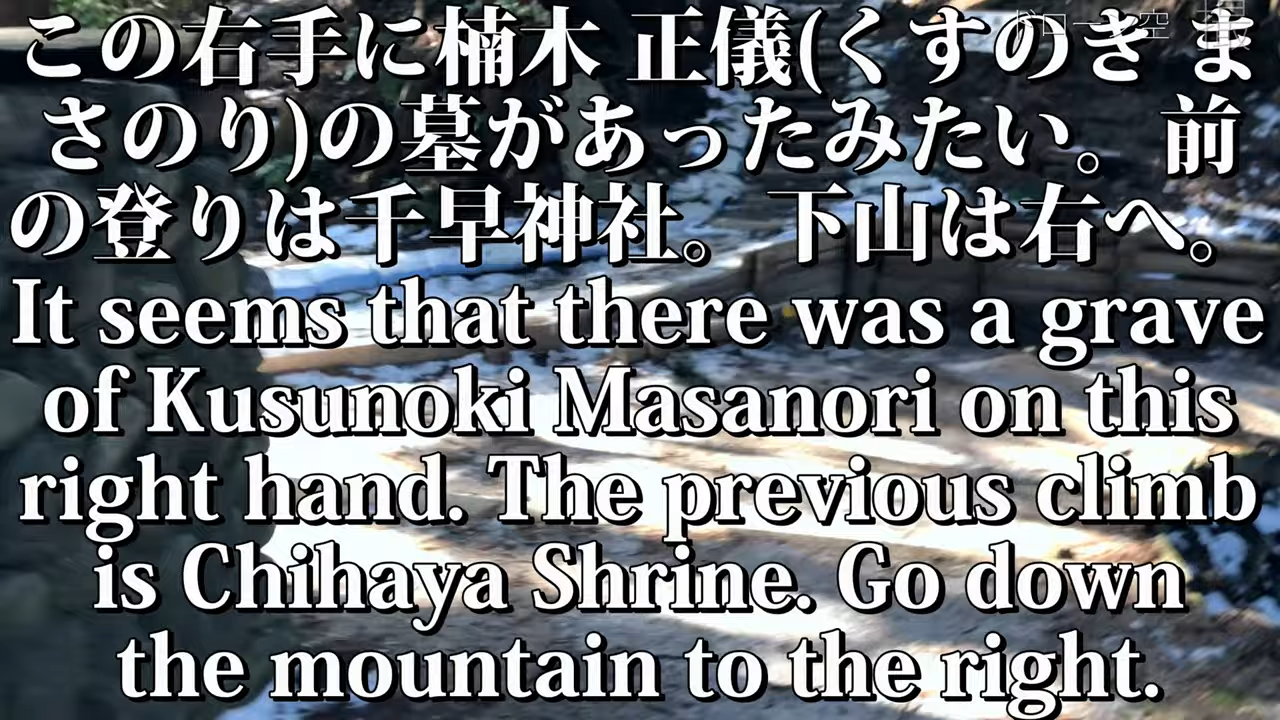 この右手に楠木 正儀(くすのき ま
さのり)の墓があったみたい。 前
の登りは千早神社。 下山は右へ。
It seems that there was a grave
of Kusunoki Masanori on this
right hand. The previous climb
is Chihaya Shrine. Go down
the mountain to the right.